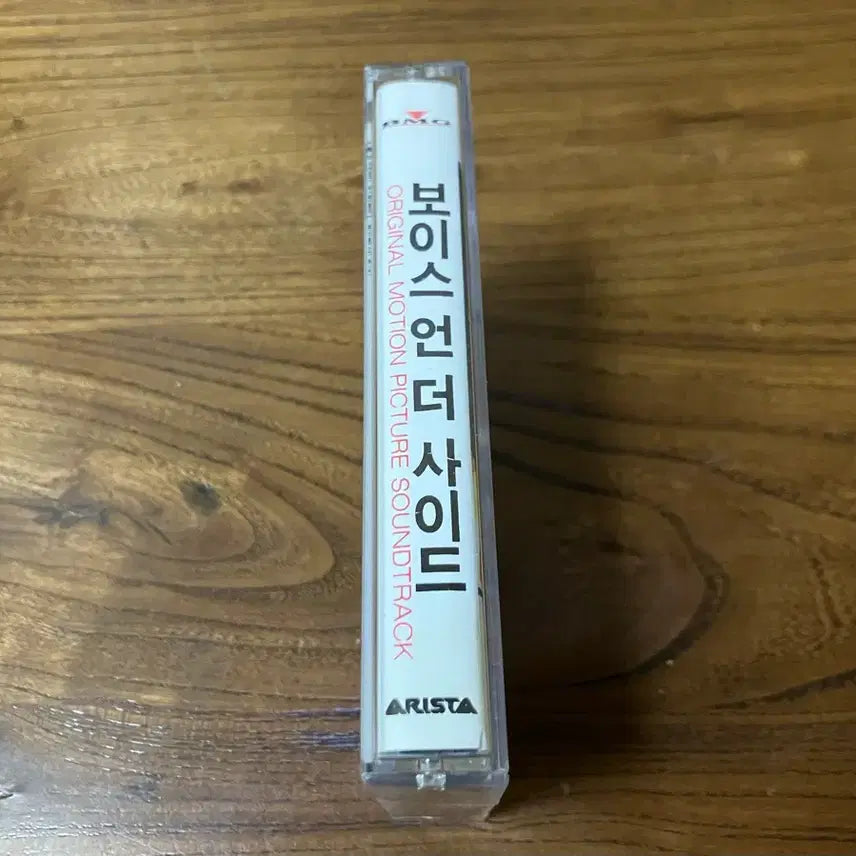 BMG
보이스 언 더 사이드
ORIGINAL MOTION PICTURE SOUNDTRACK
ARISTA